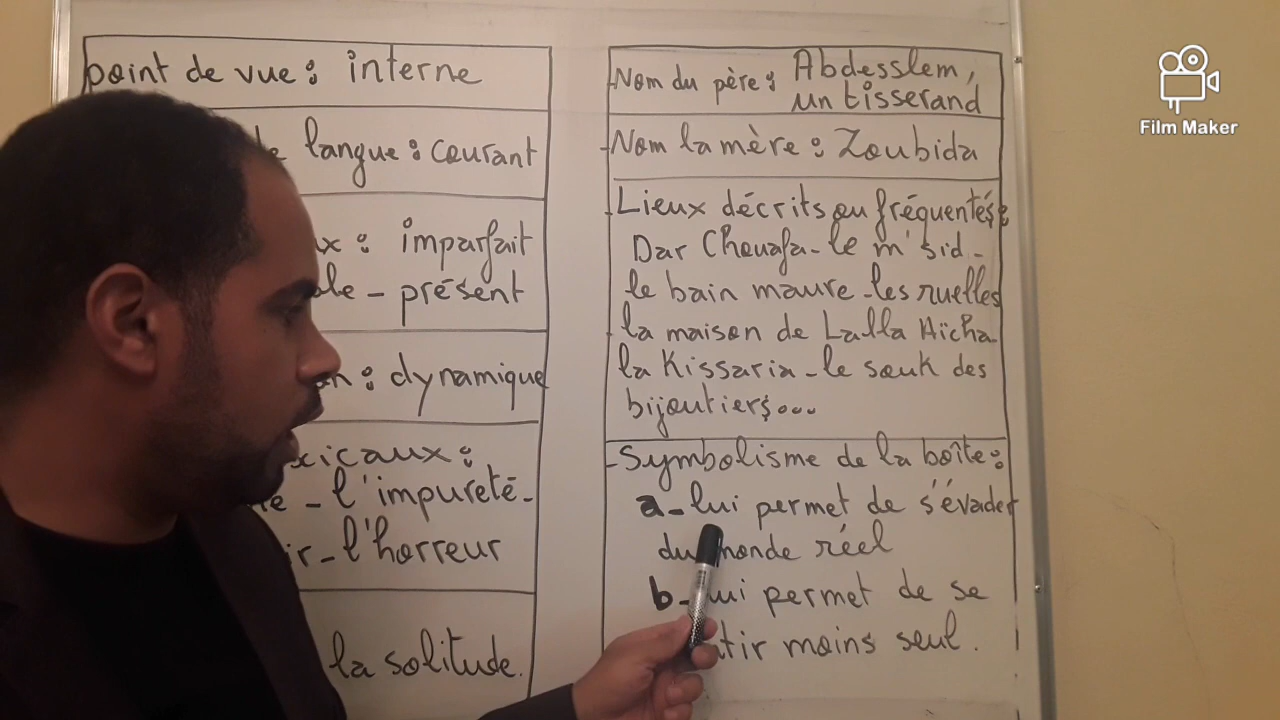 point de vue : interne
langue : courant
x : imparfait
présent
: dynamique
xicaux :
l'impureté -
ir - l'horreur
la solitude.
- Nom du père : Abdesslem,
un tisserand
- Nom la mère : Zoubida
- Lieux décrits ou fréquentés :
Dar Chouafa - le m'sid -
le bain maure - les ruelles
la maison de Lalla Aïcha -
la Kissaria - le souk des
bijoutiers...
- Symbolisme de la boîte :
a - lui permet de s'évader
du monde réel
b - lui permet de se
tir moins seul.
Film Maker